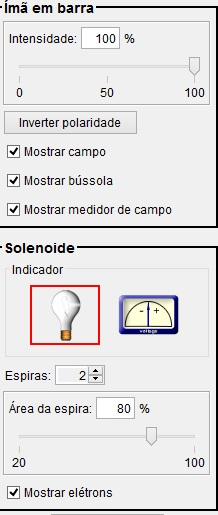 Ímã em barra
Intensidade: 100 %
0 50 100
Inverter polaridade
Mostrar campo
Mostrar bússola
Mostrar medidor de campo
Solenoide
Indicador
- +
voltage
Espiras: 2
Área da espira: 80 %
20 100
Mostrar elétrons